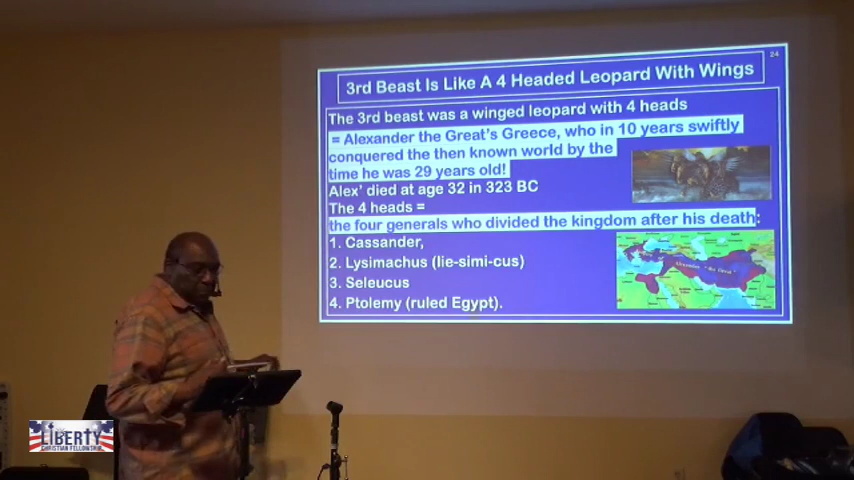 24
3rd Beast Is Like A 4 Headed Leopard With Wings
The 3rd beast was a winged leopard with 4 heads
= Alexander the Great's Greece, who in 10 years swiftly
conquered the then known world by the
time he was 29 years old!
Alex' died at age 32 in 323 BC
The 4 heads =
the four generals who divided the kingdom after his death:
1. Cassander,
2. Lysimachus (lie-simi-cus)
3. Seleucus
4. Ptolemy (ruled Egypt).
LIBERTY
CHRISTIAN FELLOWSHIP